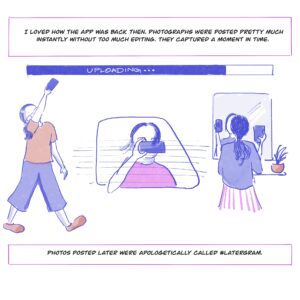 I LOVED HOW THE APP WAS BACK THEN. PHOTOGRAPHS WERE POSTED PRETTY MUCH
INSTANTLY WITHOUT TOO MUCH EDITING. THEY CAPTURED A MOMENT IN TIME.
UPLOADING...
PHOTOS POSTED LATER WERE APOLOGETICALLY CALLED #LATERGRAM.